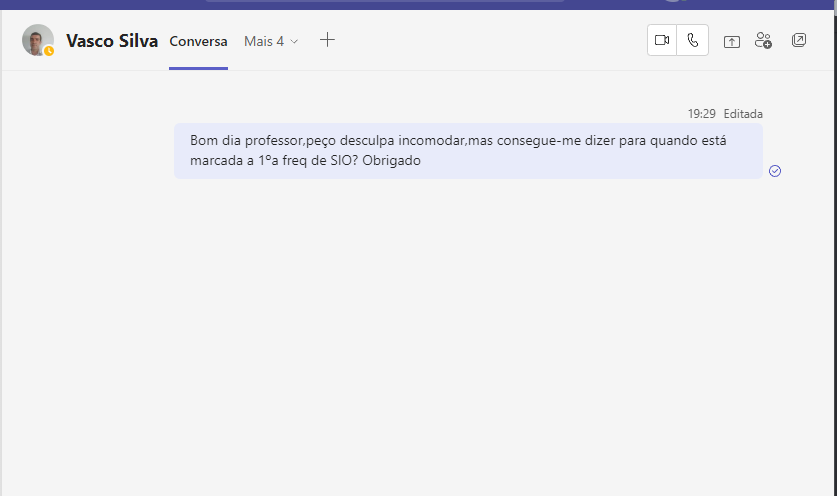 Vasco Silva Conversa Mais 4
19:29 Editada
Bom dia professor,peço desculpa incomodar,mas consegue-me dizer para quando está
marcada a 1ºa freq de SIO? Obrigado